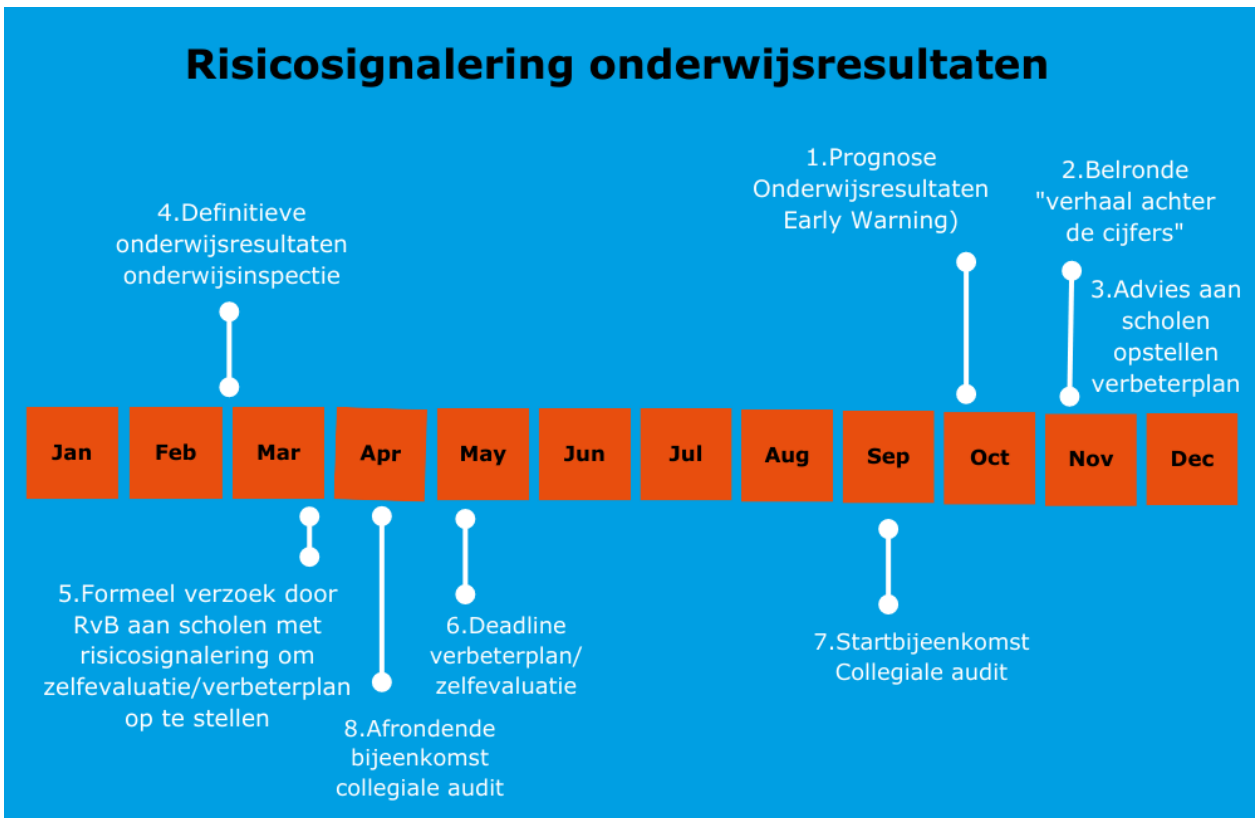 Risicosignalering onderwijsresultaten
1.Prognose
Onderwijsresultaten
Early Warning)
2.Belronde
"verhaal achter
de cijfers"
3.Advies aan
scholen
opstellen
verbeterplan
4.Definitieve
onderwijsresultaten
onderwijsinspectie
Jan Feb Mar Apr May Jun Jul Aug Sep Oct Nov Dec
5.Formeel verzoek door
RvB aan scholen met
risicosignalering om
zelfevaluatie/verbeterplan
op te stellen
6.Deadline
verbeterplan/
zelfevaluatie
7.Startbijeenkomst
Collegiale audit
8.Afrondende
bijeenkomst
collegiale audit